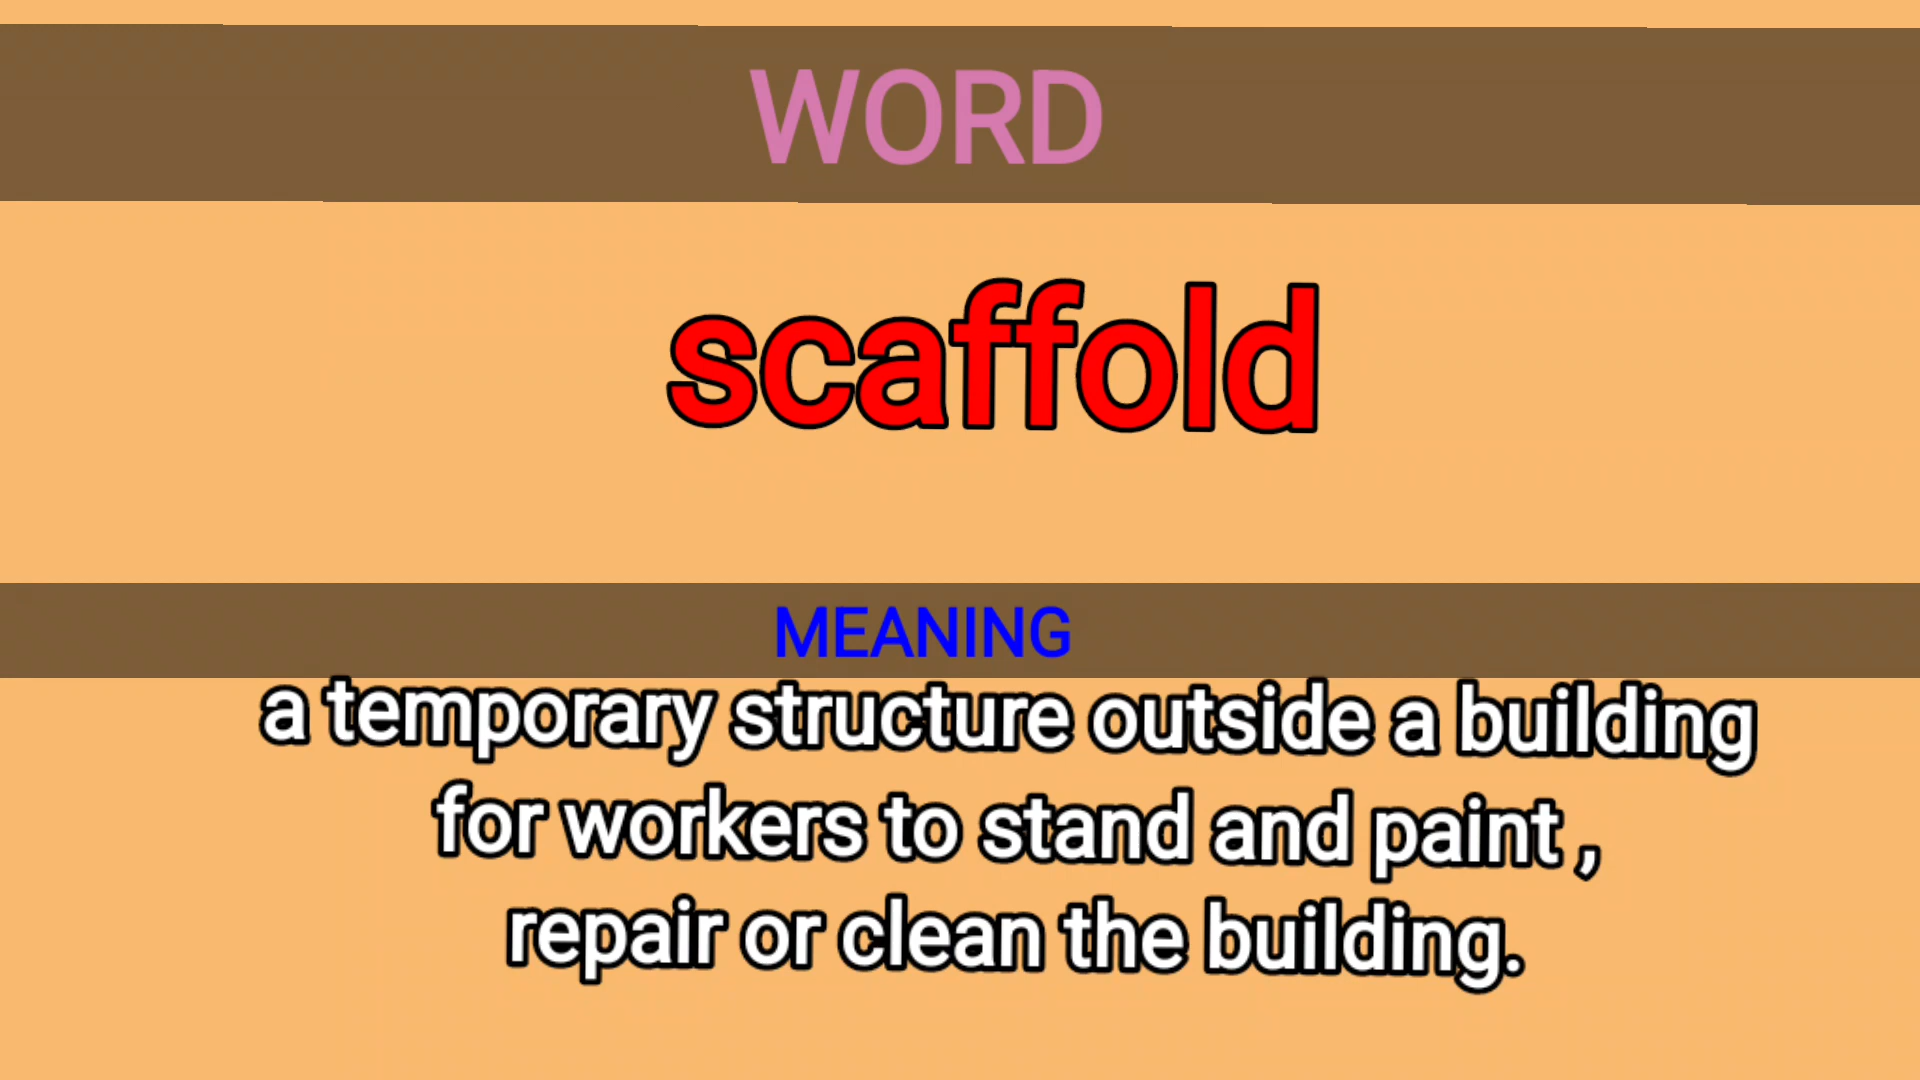 WORD
scaffold
MEANING
a temporary structure outside a building
for workers to stand and paint ,
repair or clean the building.